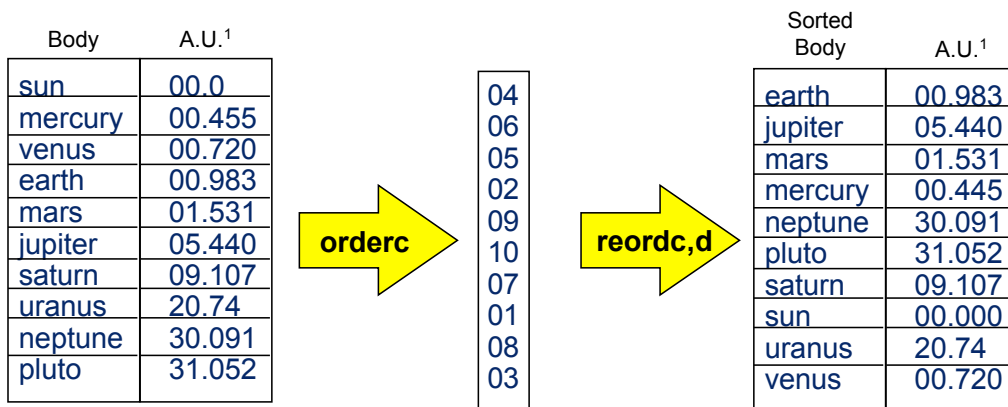 Body A.U.1
sun 00.0
mercury 00.455
venus 00.720
earth 00.983
mars 01.531
jupiter 05.440
saturn 09.107
uranus 20.74
neptune 30.091
pluto 31.052
orderc
04
06
05
02
09
10
07
01
08
03
reordc,d
Sorted
Body A.U.1
earth 00.983
jupiter 05.440
mars 01.531
mercury 00.445
neptune 30.091
pluto 31.052
saturn 09.107
sun 00.000
uranus 20.74
venus 00.720